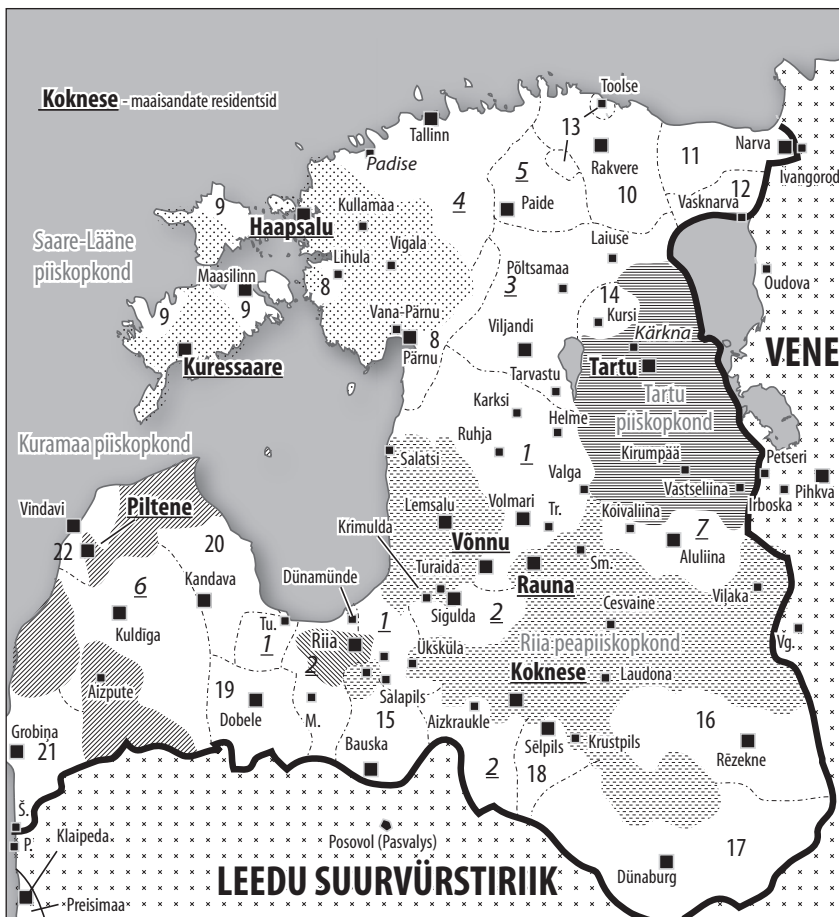 Koknese - maaisandate residentsid
Toolse
Tallinn
13
Narva
Padise
5
Rakvere
11
Ivangorod
9
4
Paide
10
12
Kullamaa
Vasknarva
Haapsalu
Saare-Lääne
piiskopkond
Lihula
Vigala
Laiuse
Maasilinn
8
Põltsamaa
Oudova
3
14
9
9
Kursi
Vana-Pärnu
8
Kärkna
VENE
Pärnu
Viljandi
Kuressaare
Tartu
Tarvastu
Tartu
piiskopkond
Karksi
Helme
Kuramaa piiskopkond
Ruhja
1
Kirumpää
Petseri
Salatsi
Valga
Vastseliina
Irboska
Pihkva
Piltene
Lemsalu
Volmari
Tr.
Koivaliina
7
Vindavi
Krimulda
Võnnu
Aluliina
22
20
Dünamünde
Turaida
Rauna
Sm.
6
Kandava
Sigulda
Cesvaine
Viļaka
Kuldīga
Tu.
1
Riia
1
2
2
Üksküla
Riia peapiiskopkond
Vg.
Koknese
Laudona
Aizpute
19
Salapils
M.
15
Aizkraukle
16
Grobiņa
Dobele
21
Bauska
Sēlpils
Krustpils
Rēzekne
2
18
Š.
P.
Klaipeda
Posovol (Pasvalys)
17
LEEDU SUURVÜRSTIRIIK
Dünaburg
Preisimaa